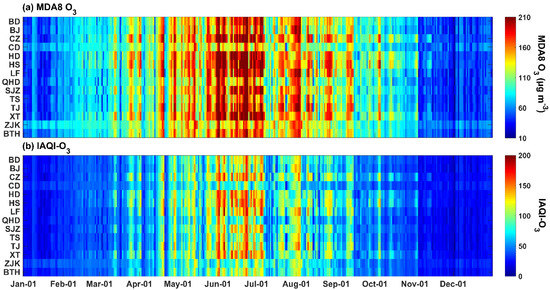 (a) MDA8 O3
BD
BJ
CZ
CD
HD
HS
LF
QHD
SJZ
TS
TJ
XT
ZJK
BTH
210
160
110
60
10
MDA8 O3 (μg m-3)
(b) IAQI-O3
BD
BJ
BZ
CD
HD
HS
LF
QHD
SJZ
TS
TJ
XT
ZJK
BTH
200
150
100
50
0
IAQI-O3
Jan-01 Feb-01 Mar-01 Apr-01 May-01 Jun-01 Jul-01 Aug-01 Sep-01 Oct-01 Nov-01 Dec-01